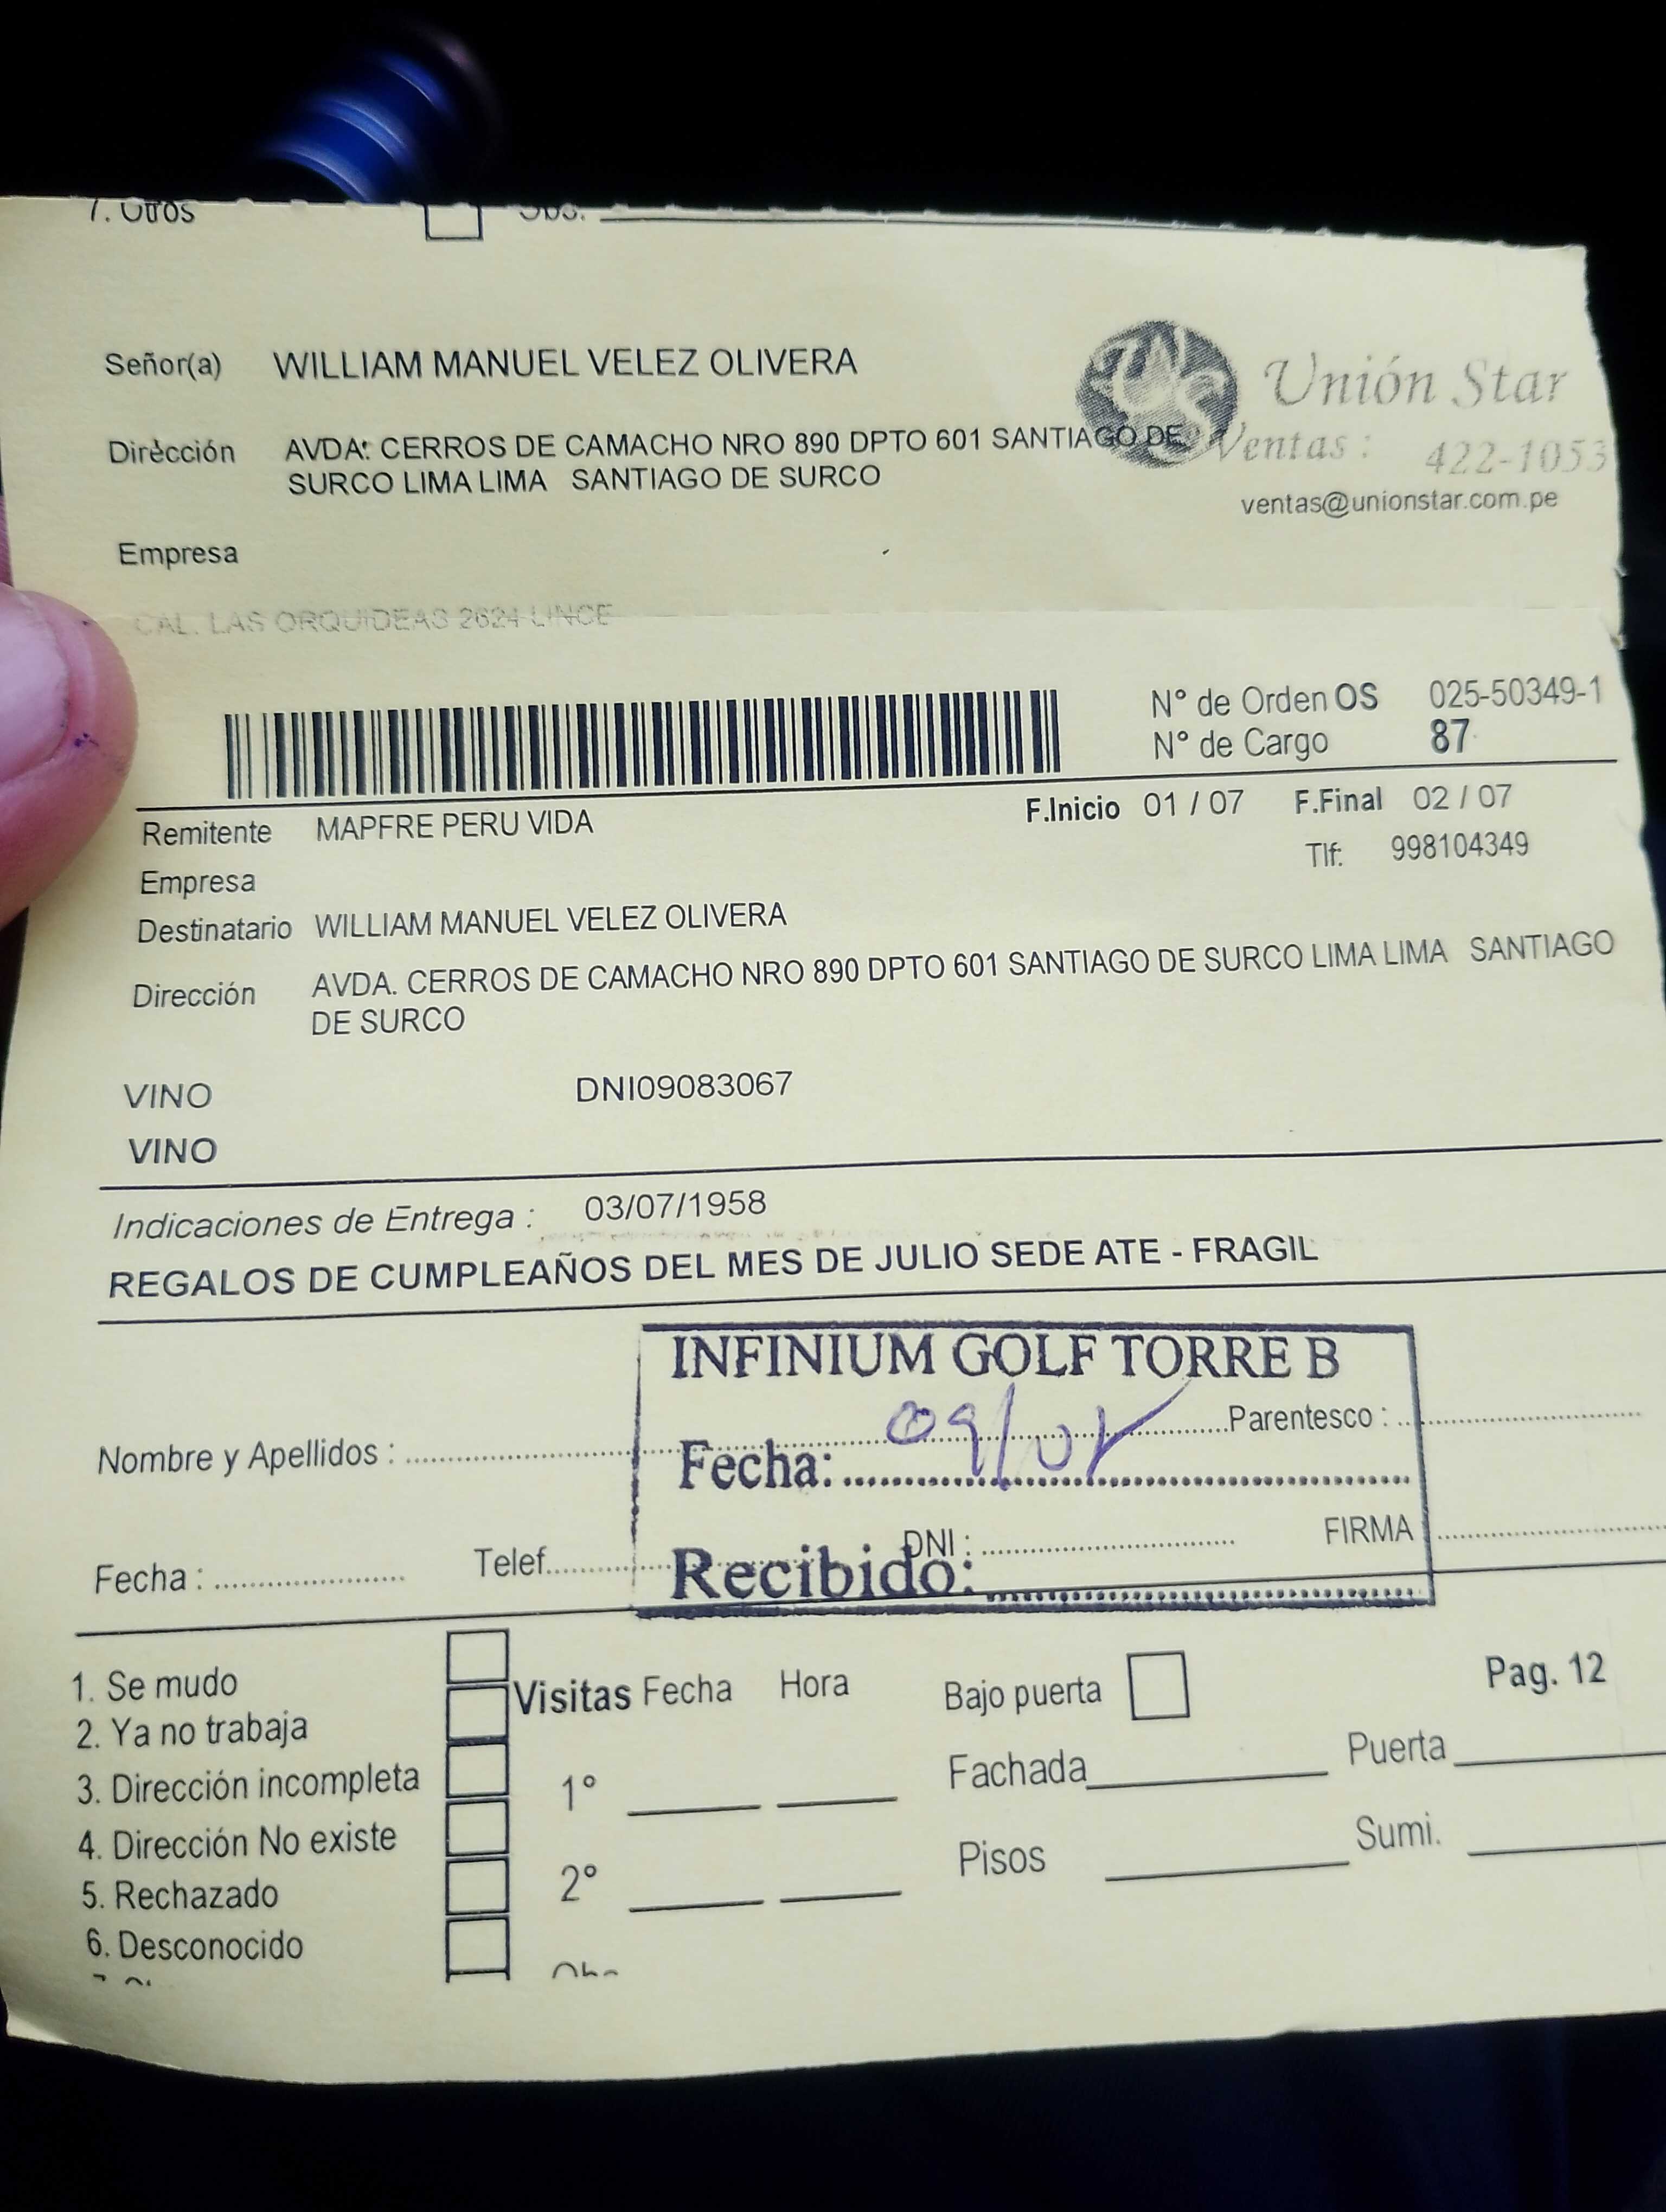 7. Otros Obs.
Señor(a) WILLIAM MANUEL VELEZ OLIVERA
Unión Star
Dirección AVDA. CERROS DE CAMACHO NRO 890 DPTO 601 SANTIAGO DE
SURCO LIMA LIMA SANTIAGO DE SURCO
Ventas : 422-1053
ventas@unionstar.com.pe
Empresa
CAL. LAS ORQUIDEAS 2624 LINCE
N° de Orden OS 025-50349-1
N° de Cargo 87
Remitente MAPFRE PERU VIDA F.Inicio 01 / 07 F.Final 02 / 07
Tlf: 998104349
Empresa
Destinatario WILLIAM MANUEL VELEZ OLIVERA
Dirección AVDA. CERROS DE CAMACHO NRO 890 DPTO 601 SANTIAGO DE SURCO LIMA LIMA SANTIAGO
DE SURCO
VINO DNI09083067
VINO
Indicaciones de Entrega : 03/07/1958
REGALOS DE CUMPLEAÑOS DEL MES DE JULIO SEDE ATE - FRAGIL
INFINIUM GOLF TORRE B
Nombre y Apellidos : Parentesco :
Fecha:
Fecha : Telef. DNI : FIRMA
Recibido:
1. Se mudo
2. Ya no trabaja
3. Dirección incompleta
4. Dirección No existe
5. Rechazado
6. Desconocido
Visitas Fecha Hora
1°
2°
Bajo puerta
Pag. 12
Fachada Puerta
Pisos Sumi.